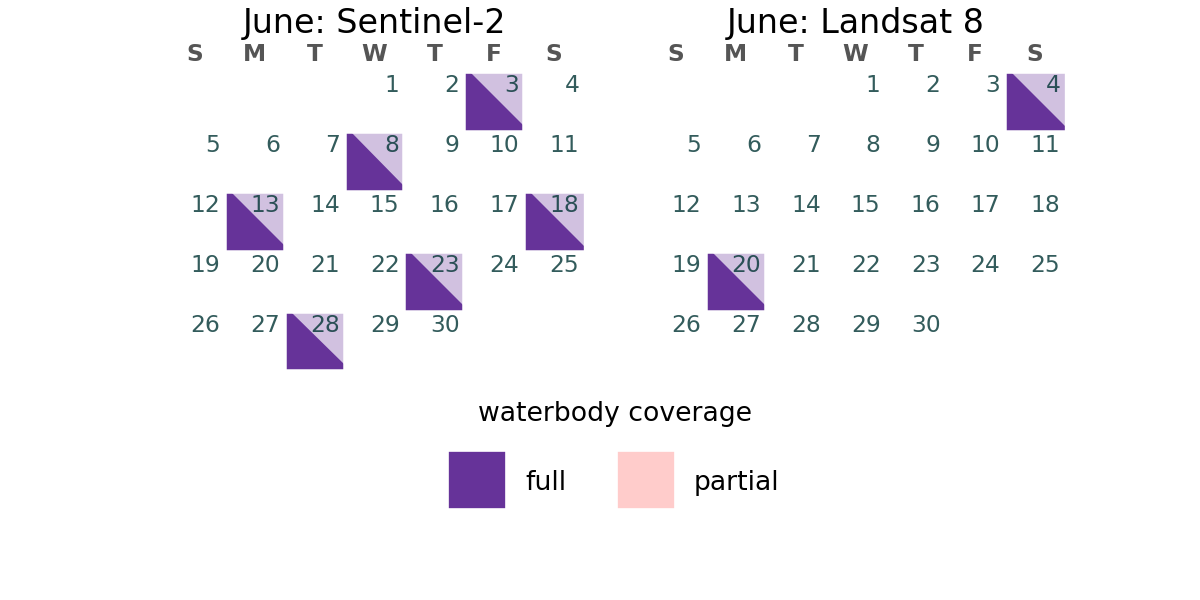 June: Sentinel-2
S M T W T F S
1 2 3 4
5 6 7 8 9 10 11
12 13 14 15 16 17 18
19 20 21 22 23 24 25
26 27 28 29 30
June: Landsat 8
S M T W T F S
1 2 3 4
5 6 7 8 9 10 11
12 13 14 15 16 17 18
19 20 21 22 23 24 25
26 27 28 29 30
waterbody coverage
full
partial